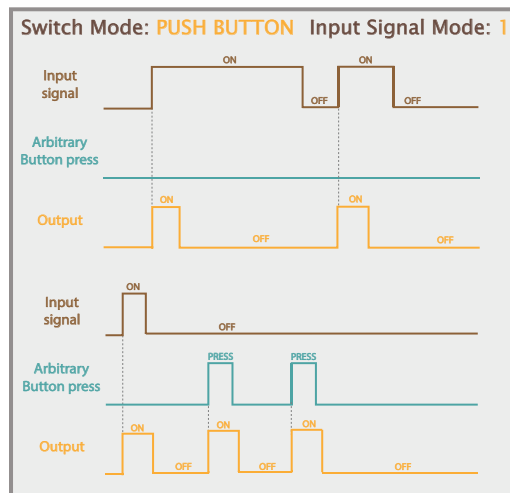 Switch Mode: PUSH BUTTON Input Signal Mode: 1
ON
Input
signal
OFF
ON
OFF
Arbitrary
Button press
Output
ON
OFF
ON
OFF
Input
signal
ON
OFF
Arbitrary
Button press
PRESS
PRESS
Output
ON
OFF
ON
OFF
ON
OFF